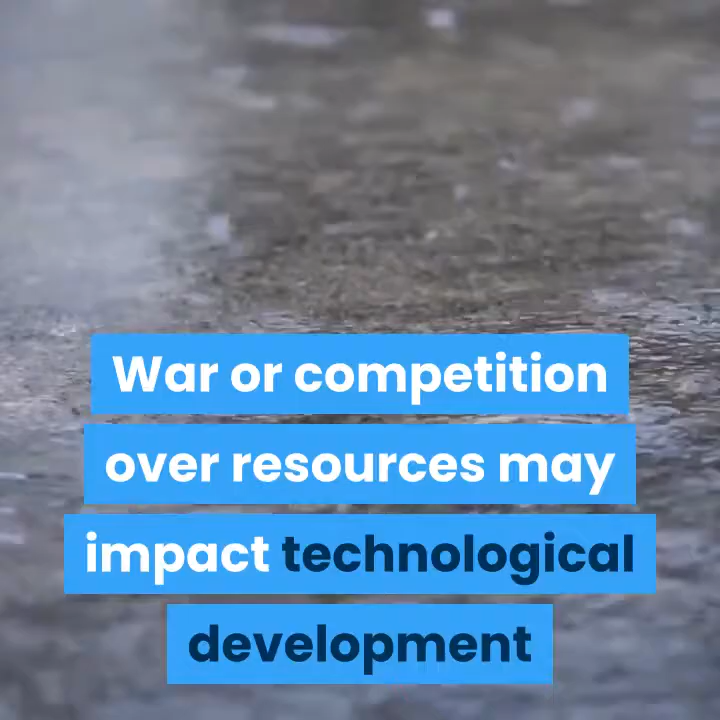 War or competition
over resources may
impact technological
development